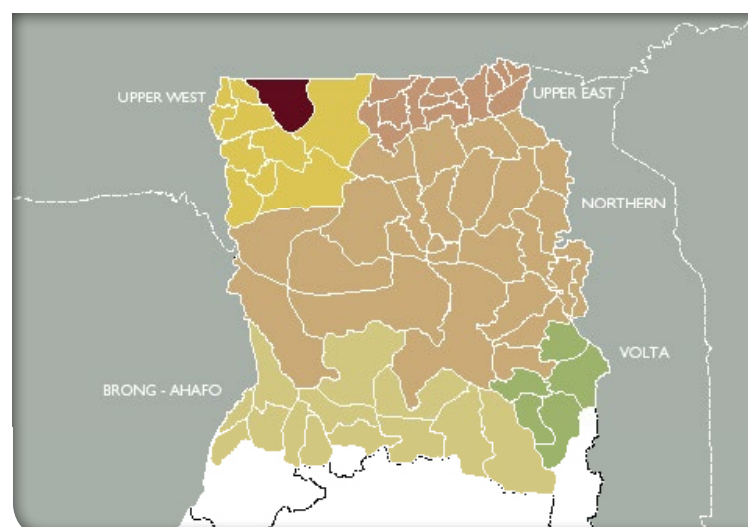 UPPER WEST
UPPER EAST
NORTHERN
VOLTA
BRONG - AHAFO